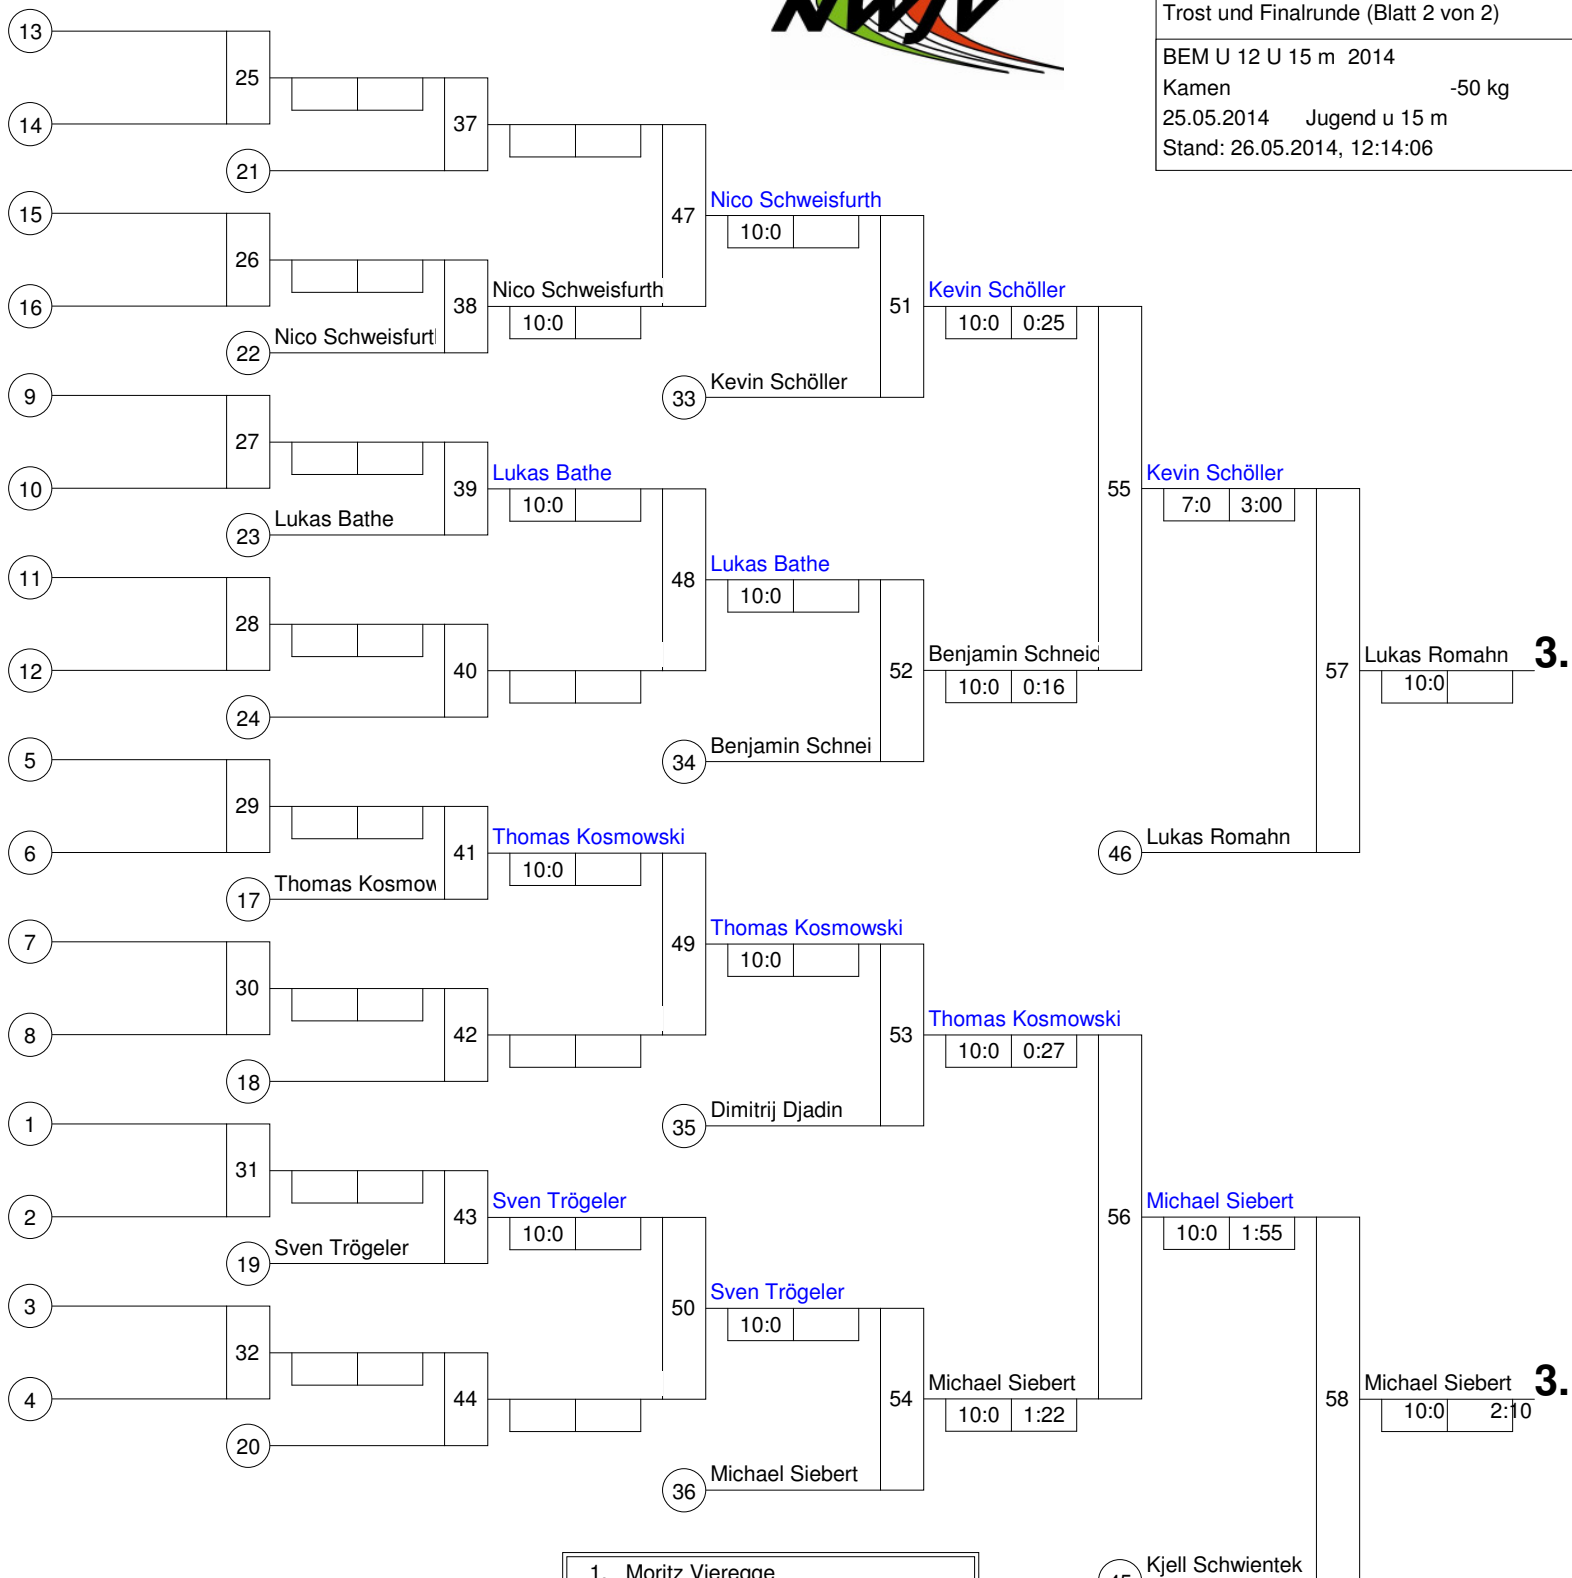 NWJV
Trost und Finalrunde (Blatt 2 von 2)
BEM U 12 U 15 m 2014
Kamen -50 kg
25.05.2014 Jugend u 15 m
Stand: 26.05.2014, 12:14:06
13
25
14
37
21
15
47
Nico Schweisfurth
10:0
26
16
38
Nico Schweisfurth
10:0
22
Nico Schweisfurt
51
Kevin Schöller
10:0 0:25
33
Kevin Schöller
9
27
10
39
Lukas Bathe
10:0
23
Lukas Bathe
55
Kevin Schöller
7:0 3:00
11
48
Lukas Bathe
10:0
28
12
40
24
52
Benjamin Schneid
10:0 0:16
34
Benjamin Schnei
57
Lukas Romahn
3.
10:0
5
29
6
41
Thomas Kosmowski
10:0
17
Thomas Kosmow
46
Lukas Romahn
7
49
Thomas Kosmowski
10:0
30
8
42
18
53
Thomas Kosmowski
10:0 0:27
35
Dimitrij Djadin
1
31
2
43
Sven Trögeler
10:0
19
Sven Trögeler
56
Michael Siebert
10:0 1:55
3
50
Sven Trögeler
10:0
32
4
44
20
54
Michael Siebert
10:0 1:22
36
Michael Siebert
58
Michael Siebert
3.
10:0 2:10
1. Moritz Vieregge
45
Kjell Schwientek